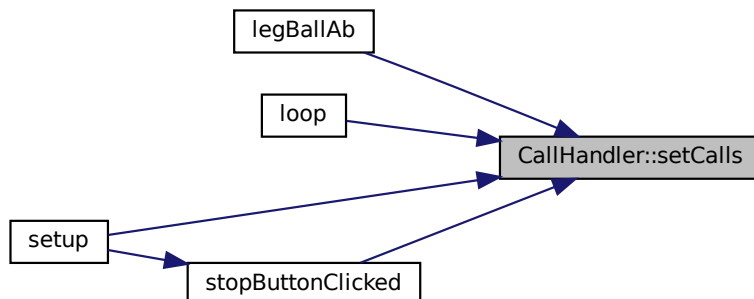 legBallAb
loop
CallHandler::setCalls
setup
stopButtonClicked